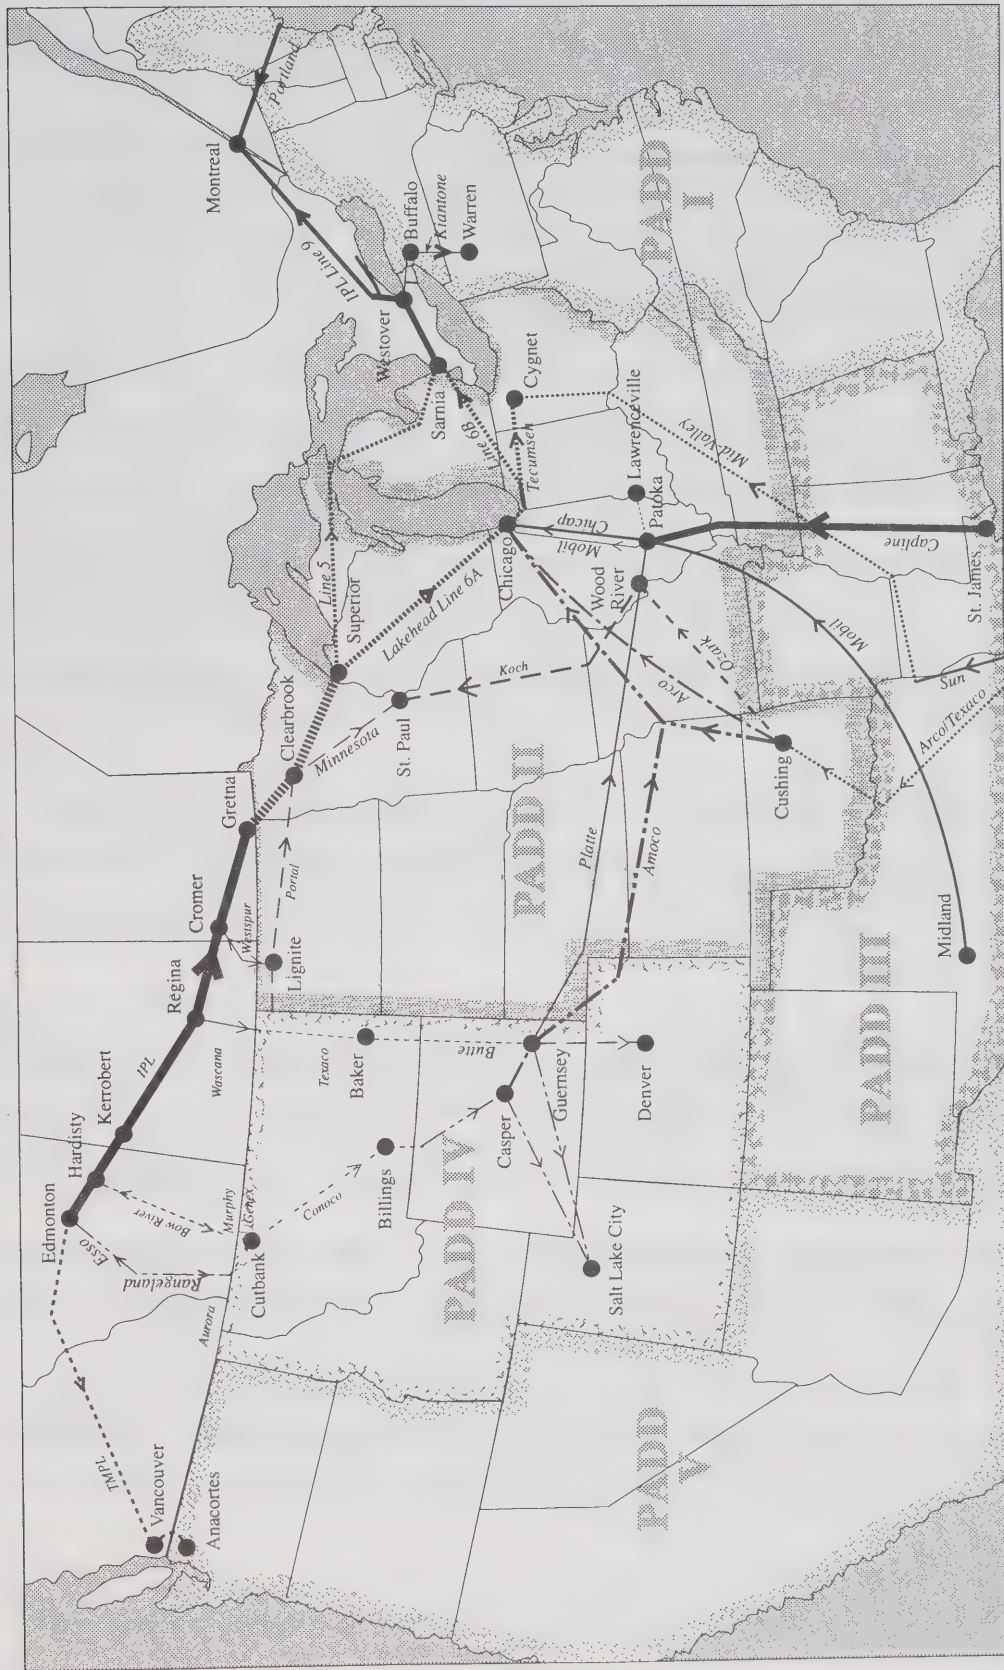 Portland
Montreal
IPL Line 9
Buffalo
Kiantone
Warren
Westover
Sarnia
Cygnet
Line 6B
Tecumseh
Lawrenceville
Patoka
Mid-Valley
PADD
I
Line 5
Superior
Lakehead Line 6A
Chicago
Chicap
Mobil
Wood
River
Capline
St. James
Clearbrook
Minnesota
St. Paul
Koch
Ozark
Arco
Mobil
Sun
Arco/Texaco
Gretna
Cromer
Portal
Westspur
Lignite
PADD II
Platte
Amoco
Cushing
Midland
Regina
Kerrobert
IPL
Wascana
Texaco
Baker
Butte
Guernsey
Casper
Denver
PADD III
Hardisty
Edmonton
Bow River
Esso
Rangeland
Murphy
Cenex
Conoco
Billings
Cutbank
Aurora
PADD IV
Salt Lake City
TMPL
Vancouver
Anacortes
PADD
V